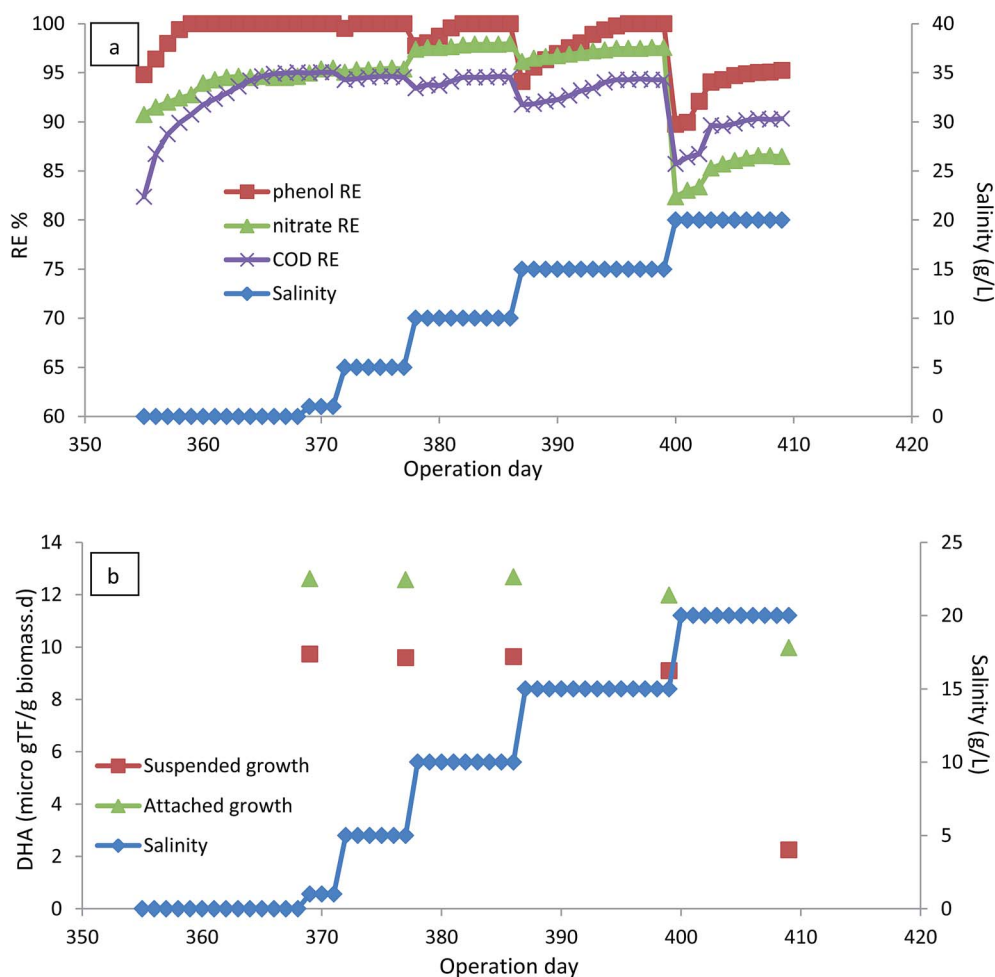 a
100
95
90
85
80
75
70
65
60
RE %
40
35
30
25
20
15
10
5
0
Salinity (g/L)
phenol RE
nitrate RE
COD RE
Salinity
350 360 370 380 390 400 410 420
Operation day
b
14
12
10
8
6
4
2
0
DHA (micro gTF/g biomass.d)
25
20
15
10
5
0
Salinity (g/L)
Suspended growth
Attached growth
Salinity
350 360 370 380 390 400 410 420
Operation day